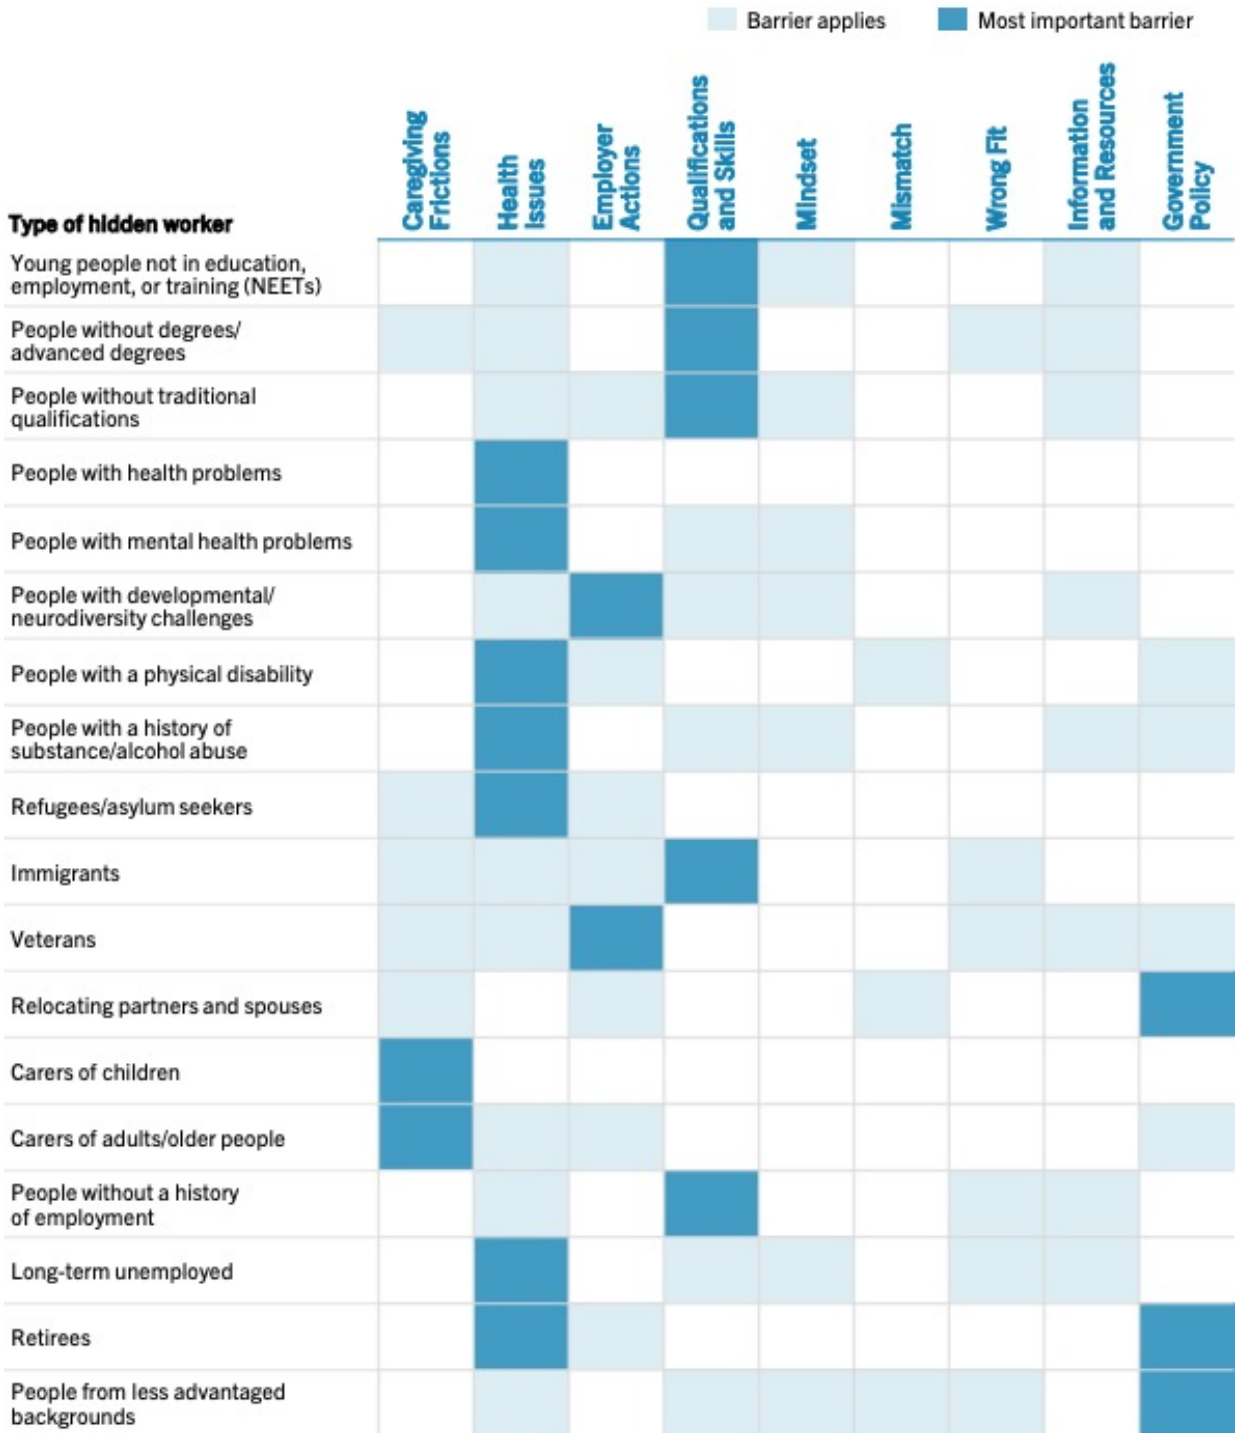 Barrier applies
Most important barrier
Caregiving
Frictions
Health
Issues
Employer
Actions
Qualifications
and Skills
Mindset
Mismatch
Wrong Fit
Information
and Resources
Government
Policy
Type of hidden worker
Young people not in education,
employment, or training (NEETs)
People without degrees/
advanced degrees
People without traditional
qualifications
People with health problems
People with mental health problems
People with developmental/
neurodiversity challenges
People with a physical disability
People with a history of
substance/alcohol abuse
Refugees/asylum seekers
Immigrants
Veterans
Relocating partners and spouses
Carers of children
Carers of adults/older people
People without a history
of employment
Long-term unemployed
Retirees
People from less advantaged
backgrounds